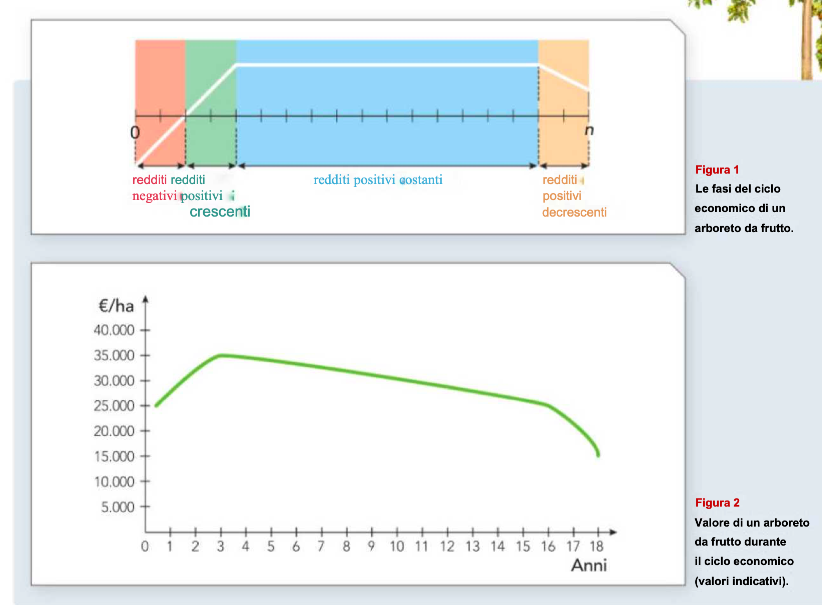 0
n
redditi redditi
negativi positivi
crescenti
redditi positivi costanti
redditi
positivi
decrescenti
Figura 1
Le fasi del ciclo
economico di un
arboreto da frutto.
€/ha
40.000
35.000
30.000
25.000
20.000
15.000
10.000
5.000
0 1 2 3 4 5 6 7 8 9 10 11 12 13 14 15 16 17 18
Anni
Figura 2
Valore di un arboreto
da frutto durante
il ciclo economico
(valori indicativi).